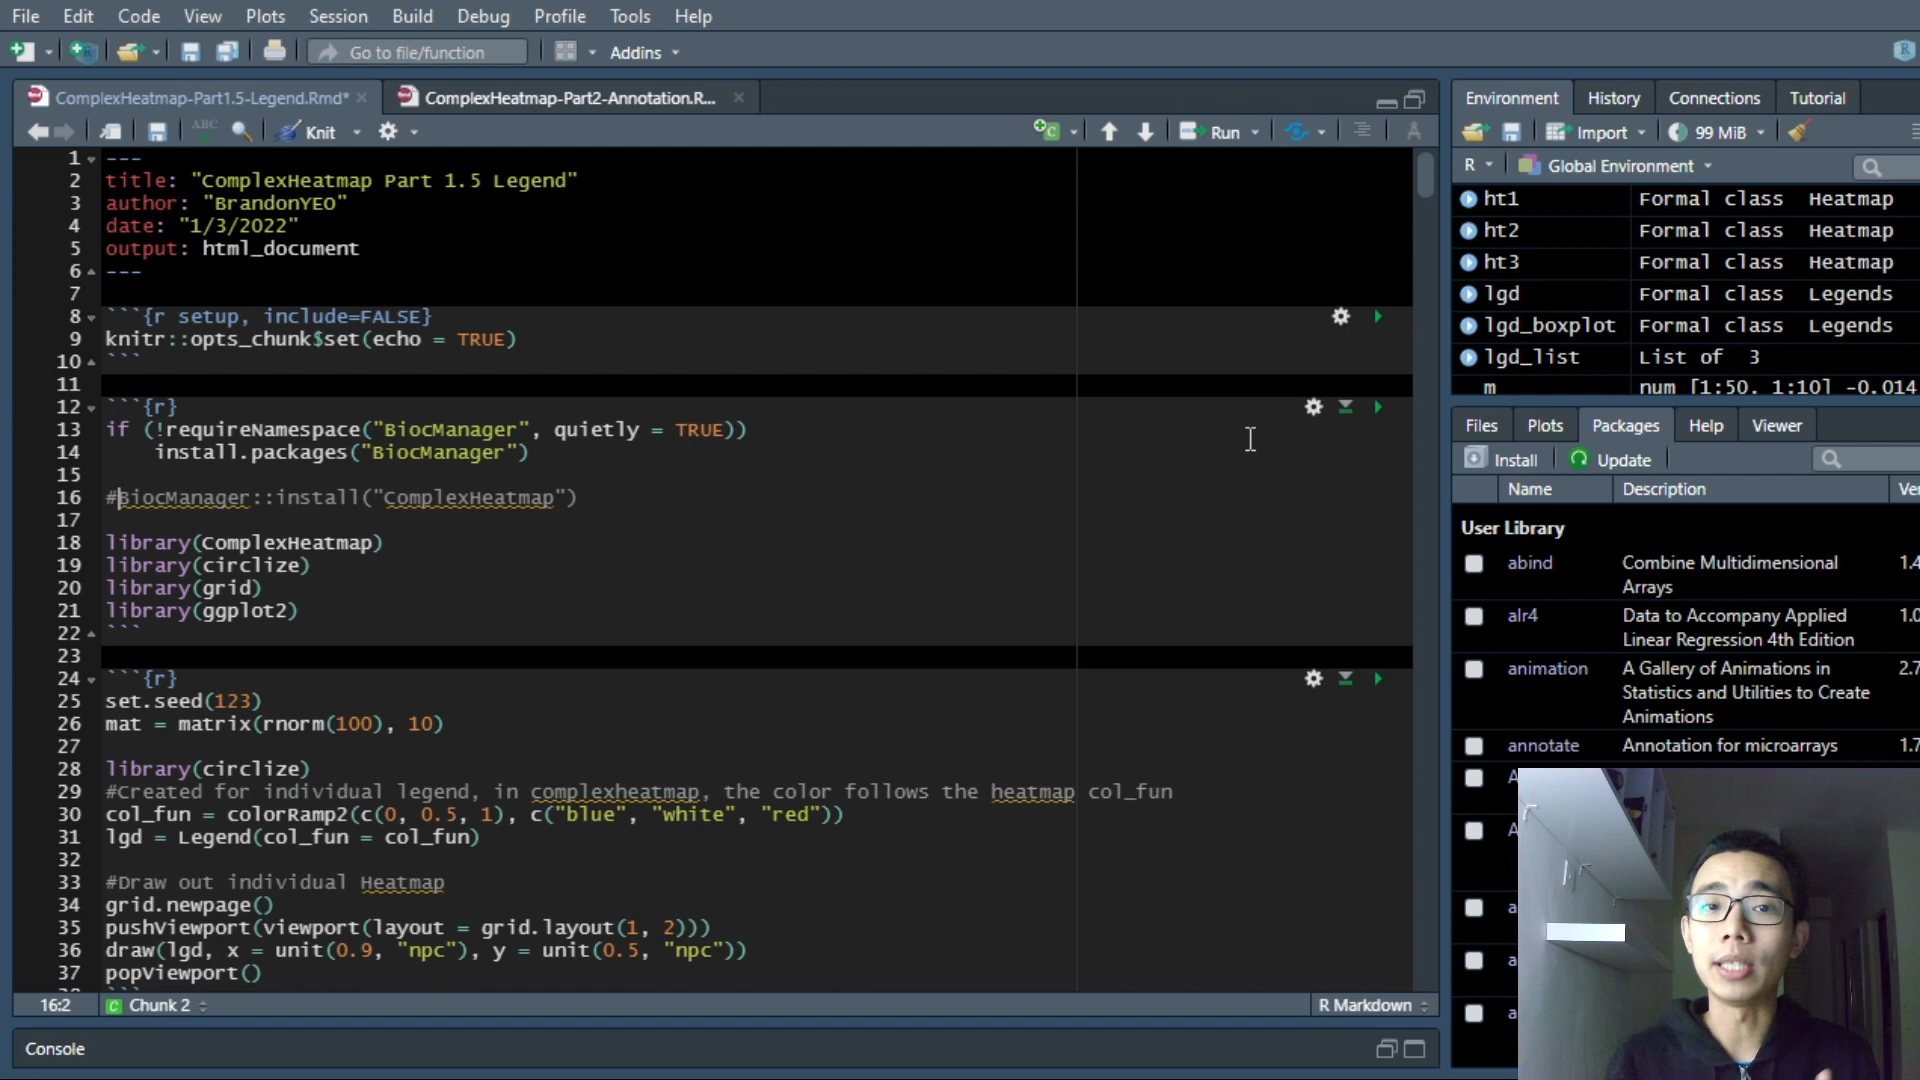 File Edit Code View Plots Session Build Debug Profile Tools Help
Go to file/function Addins
ComplexHeatmap-Part1.5-Legend.Rmd* ComplexHeatmap-Part2-Annotation.R...
ABC Knit Run
1 ---
2 title: "ComplexHeatmap Part 1.5 Legend"
3 author: "BrandonYEO"
4 date: "1/3/2022"
5 output: html_document
6 ---
7
8 ```{r setup, include=FALSE}
9 knitr::opts_chunk$set(echo = TRUE)
10 ```
11
12 ```{r}
13 if (!requireNamespace("BiocManager", quietly = TRUE))
14     install.packages("BiocManager")
15
16 #BiocManager::install("ComplexHeatmap")
17
18 library(ComplexHeatmap)
19 library(circlize)
20 library(grid)
21 library(ggplot2)
22 ```
23
24 ```{r}
25 set.seed(123)
26 mat = matrix(rnorm(100), 10)
27
28 library(circlize)
29 #Created for individual legend, in complexheatmap, the color follows the heatmap col_fun
30 col_fun = colorRamp2(c(0, 0.5, 1), c("blue", "white", "red"))
31 lgd = Legend(col_fun = col_fun)
32
33 #Draw out individual Heatmap
34 grid.newpage()
35 pushViewport(viewport(layout = grid.layout(1, 2)))
36 draw(lgd, x = unit(0.9, "npc"), y = unit(0.5, "npc"))
37 popViewport()
16:2 Chunk 2 R Markdown
Console
Environment History Connections Tutorial
Import 99 MiB
R Global Environment
ht1 Formal class Heatmap
ht2 Formal class Heatmap
ht3 Formal class Heatmap
lgd Formal class Legends
lgd_boxplot Formal class Legends
lgd_list List of 3
m num [1:50, 1:10] -0.014
Files Plots Packages Help Viewer
Install Update
Name Description Ve
User Library
abind Combine Multidimensional 1.4
Arrays
alr4 Data to Accompany Applied 1.0
Linear Regression 4th Edition
animation A Gallery of Animations in 2.7
Statistics and Utilities to Create
Animations
annotate Annotation for microarrays 1.7
A
A
a
a
a